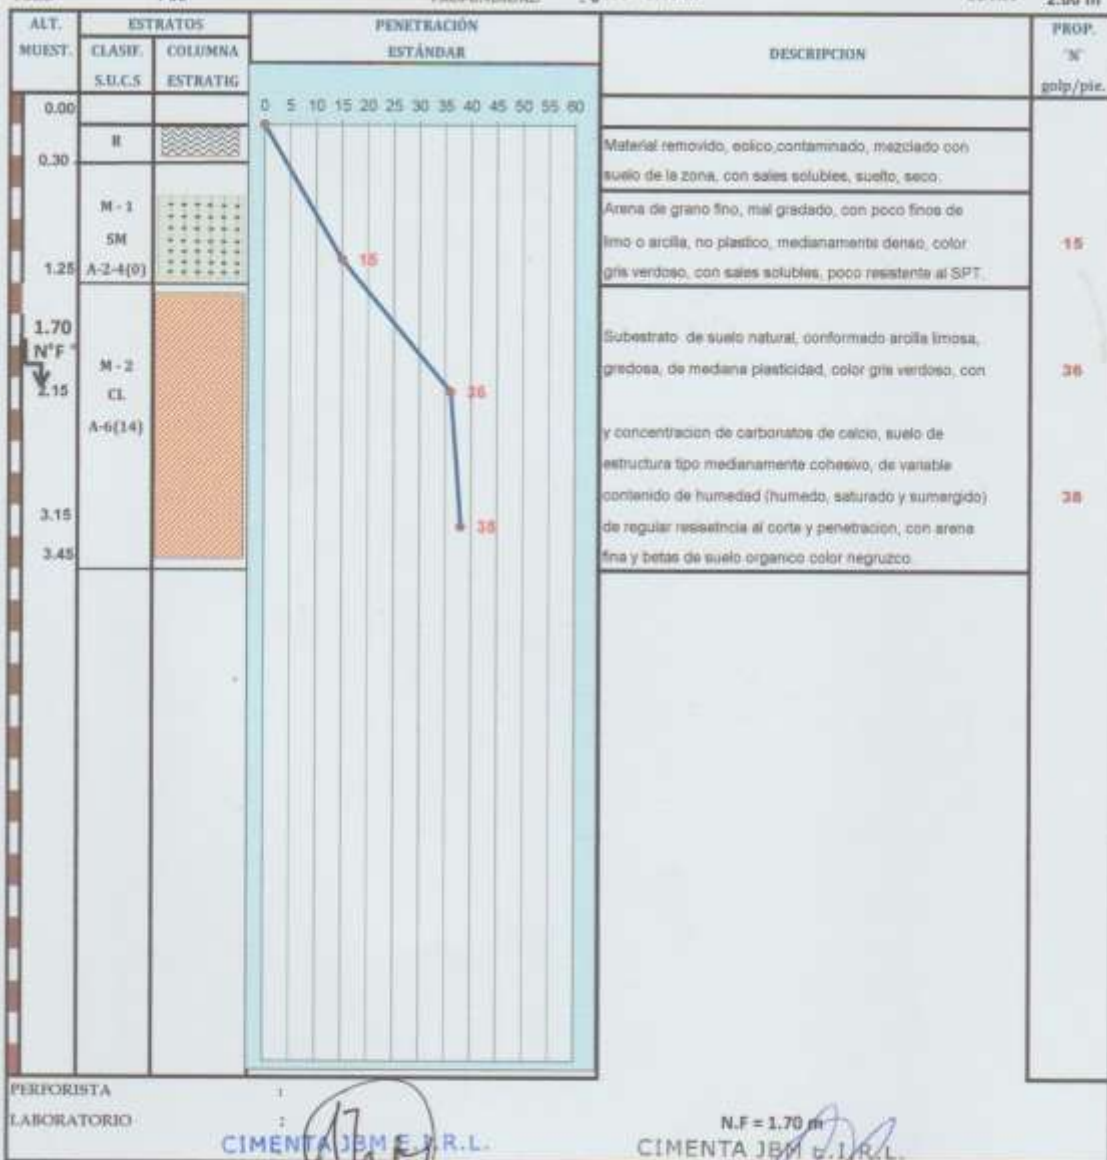 2.00 m
ALT.
MUEST.
ESTRATOS
CLASIF.
S.U.C.S
COLUMNA
ESTRATIG
PENETRACIÓN
ESTÁNDAR
DESCRIPCION
PROP.
"N"
golp/pie.
0 5 10 15 20 25 30 35 40 45 50 55 60
0.00
0.30
1.25
1.70
N°F
2.15
3.15
3.45
R
M - 1
SM
A-2-4(0)
M - 2
CL
A-6(14)
15
36
38
Material removido, eolico,contaminado, mezclado con
suelo de la zona, con sales solubles, suelto, seco.
Arena de grano fino, mal gradado, con poco finos de
limo o arcilla, no plastico, medianamente denso, color
gris verdoso, con sales solubles, poco resistente al SPT.
Subestrato de suelo natural, conformado arcilla limosa,
gredosa, de mediana plasticidad, color gris verdoso, con
y concentracion de carbonatos de calcio, suelo de
estructura tipo medianamente cohesivo, de variable
contenido de humedad (humedo, saturado y sumergido)
de regular resisetncia al corte y penetracion, con arena
fina y betas de suelo organico color negruzco.
15
36
38
PERFORISTA :
LABORATORIO :
N.F = 1.70 m
CIMENTA JBM E.I.R.L.
CIMENTA JBM E.I.R.L.